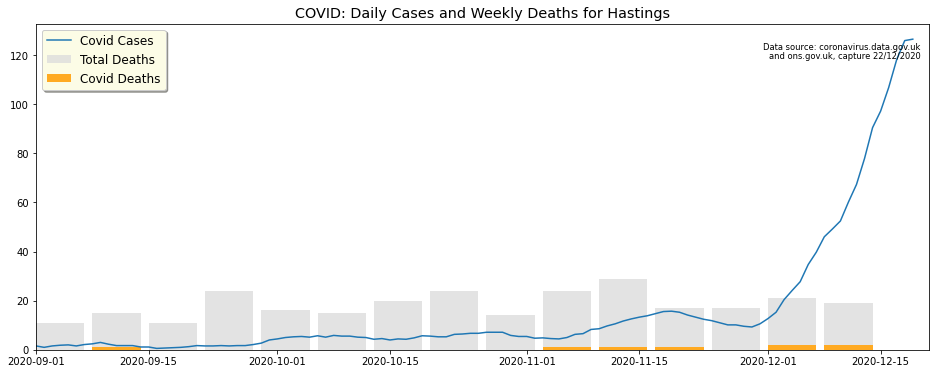 COVID: Daily Cases and Weekly Deaths for Hastings
Covid Cases
Total Deaths
Covid Deaths
Data source: coronavirus.data.gov.uk
and ons.gov.uk, capture 22/12/2020
120
100
80
60
40
20
0
2020-09-01
2020-09-15
2020-10-01
2020-10-15
2020-11-01
2020-11-15
2020-12-01
2020-12-15